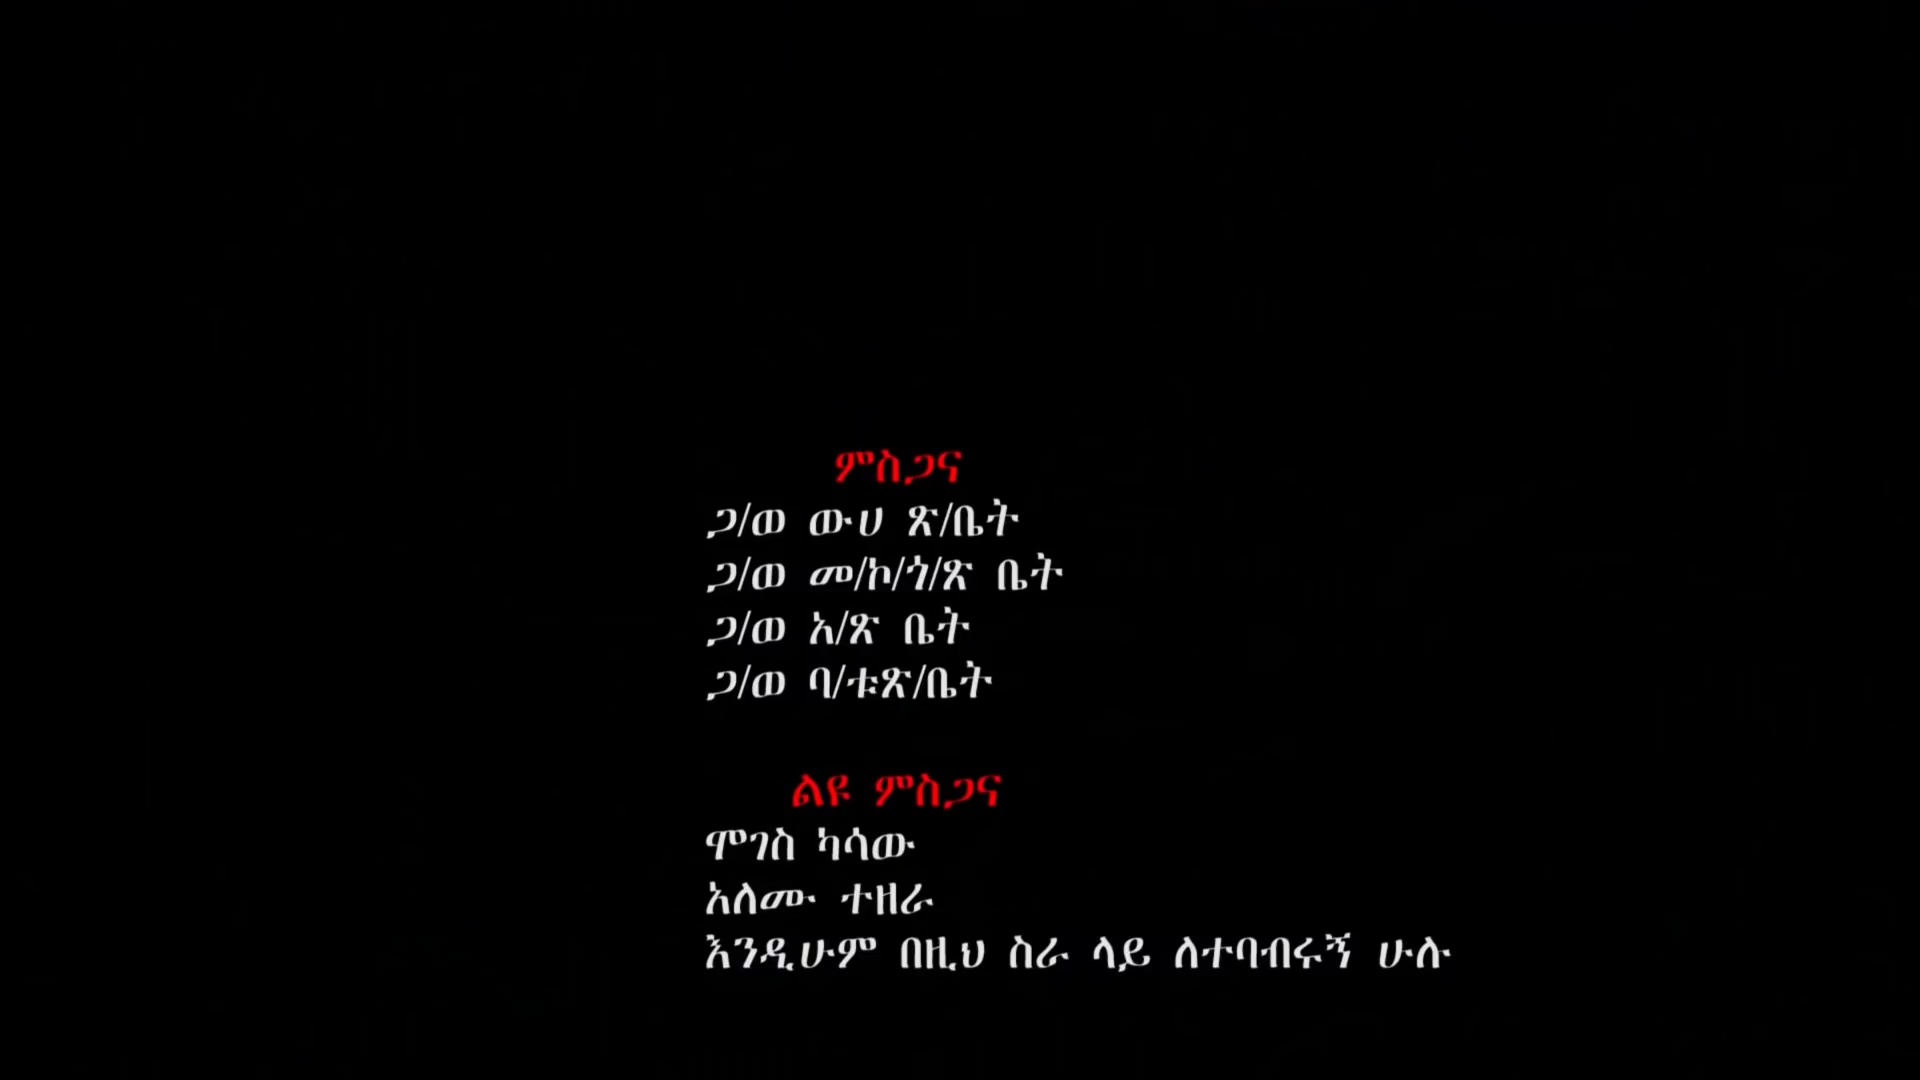 ምስጋና
ጋ/ወ ውሀ ጽ/ቤት
ጋ/ወ መ/ኮ/ጎ/ጽ ቤት
ጋ/ወ አ/ጽ ቤት
ጋ/ወ ባ/ቱጽ/ቤት
ልዩ ምስጋና
ሞገስ ካሳው
አለሙ ተዘራ
እንዲሁም በዚህ ስራ ላይ ለተባብሩኝ ሁሉ